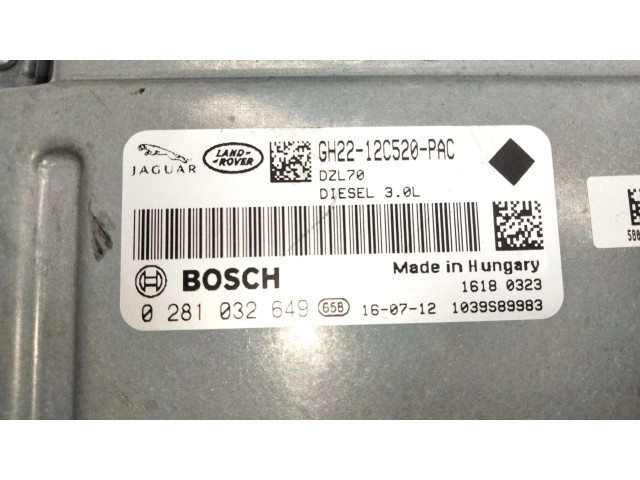 JAGUAR
LAND-
ROVER
GH22-12C520-PAC
DZL70
DIESEL 3.0L
BOSCH
Made in Hungary
1618 0323
0 281 032 649 658 16-07-12 1039S89983
580